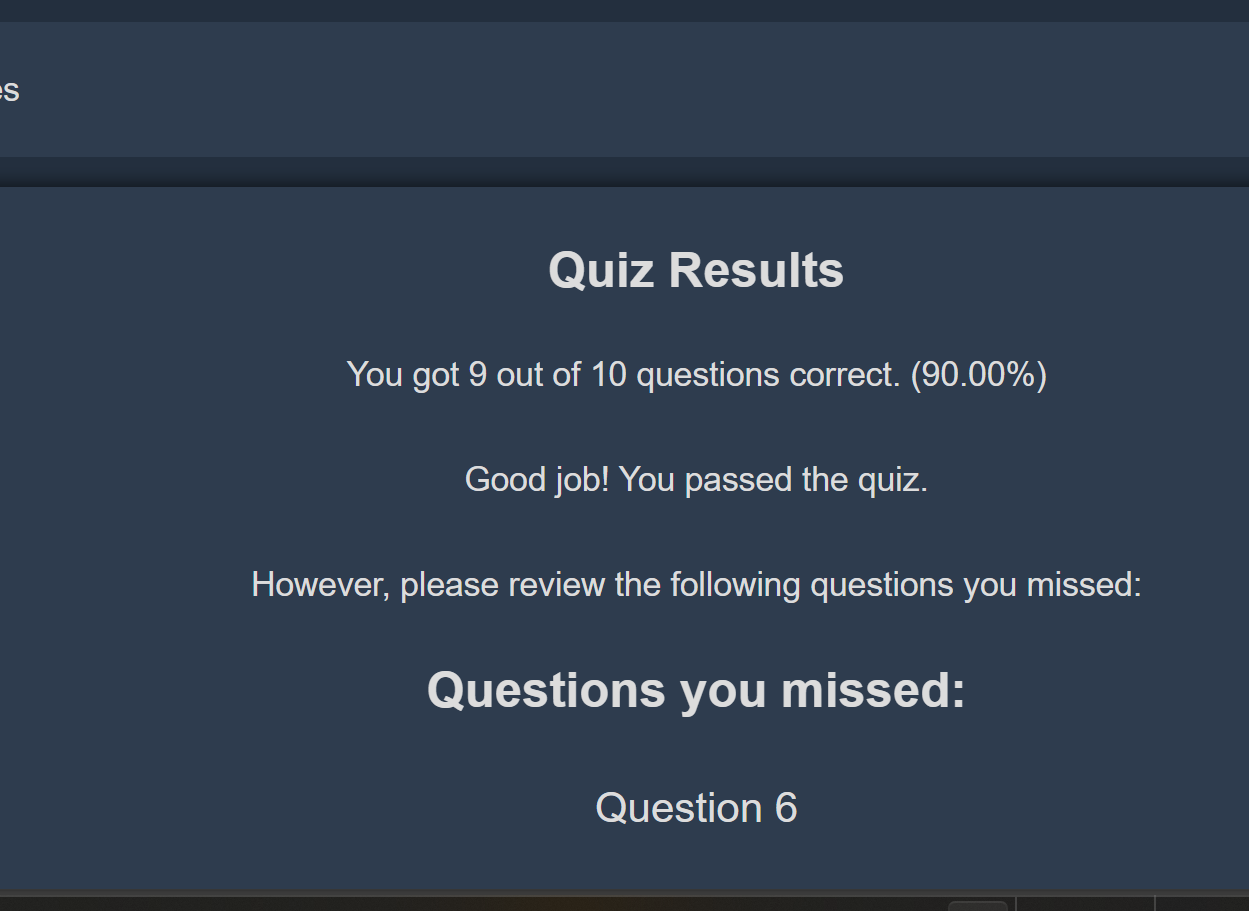 Quiz Results
You got 9 out of 10 questions correct. (90.00%)
Good job! You passed the quiz.
However, please review the following questions you missed:
Questions you missed:
Question 6